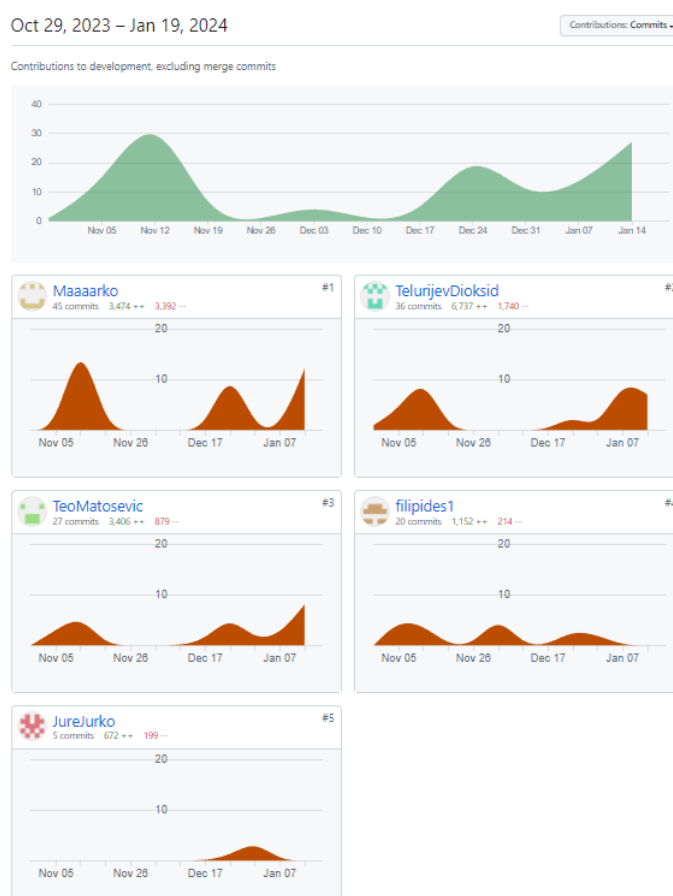 Oct 29, 2023 – Jan 19, 2024
Contributions: Commits
Contributions to development, excluding merge commits
40
30
20
10
0
Nov 05 Nov 12 Nov 19 Nov 26 Dec 03 Dec 10 Dec 17 Dec 24 Dec 31 Jan 07 Jan 14
Maaaarko #1
45 commits 3,474 ++ 3,392 --
20
10
Nov 05 Nov 26 Dec 17 Jan 07
TelurijevDioksid #2
36 commits 6,737 ++ 1,740 --
20
10
Nov 05 Nov 26 Dec 17 Jan 07
TeoMatosevic #3
27 commits 3,406 ++ 879 --
20
10
Nov 05 Nov 26 Dec 17 Jan 07
filipides1 #4
20 commits 1,152 ++ 214 --
20
10
Nov 05 Nov 26 Dec 17 Jan 07
JureJurko #5
5 commits 672 ++ 199 --
20
10
Nov 05 Nov 26 Dec 17 Jan 07